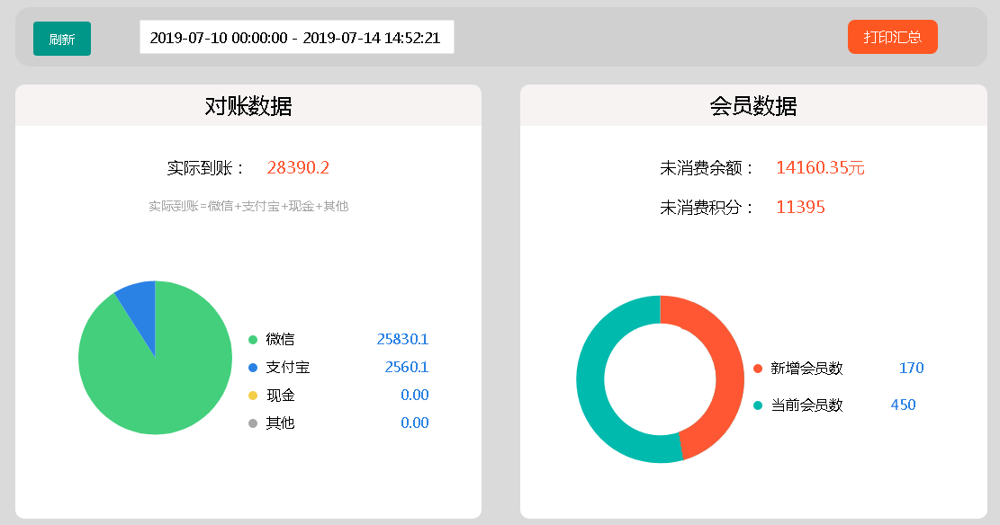 刷新
2019-07-10 00:00:00 - 2019-07-14 14:52:21
打印汇总
对账数据
实际到账： 28390.2
实际到账=微信+支付宝+现金+其他
微信 25830.1
支付宝 2560.1
现金 0.00
其他 0.00
会员数据
未消费余额： 14160.35元
未消费积分： 11395
新增会员数 170
当前会员数 450